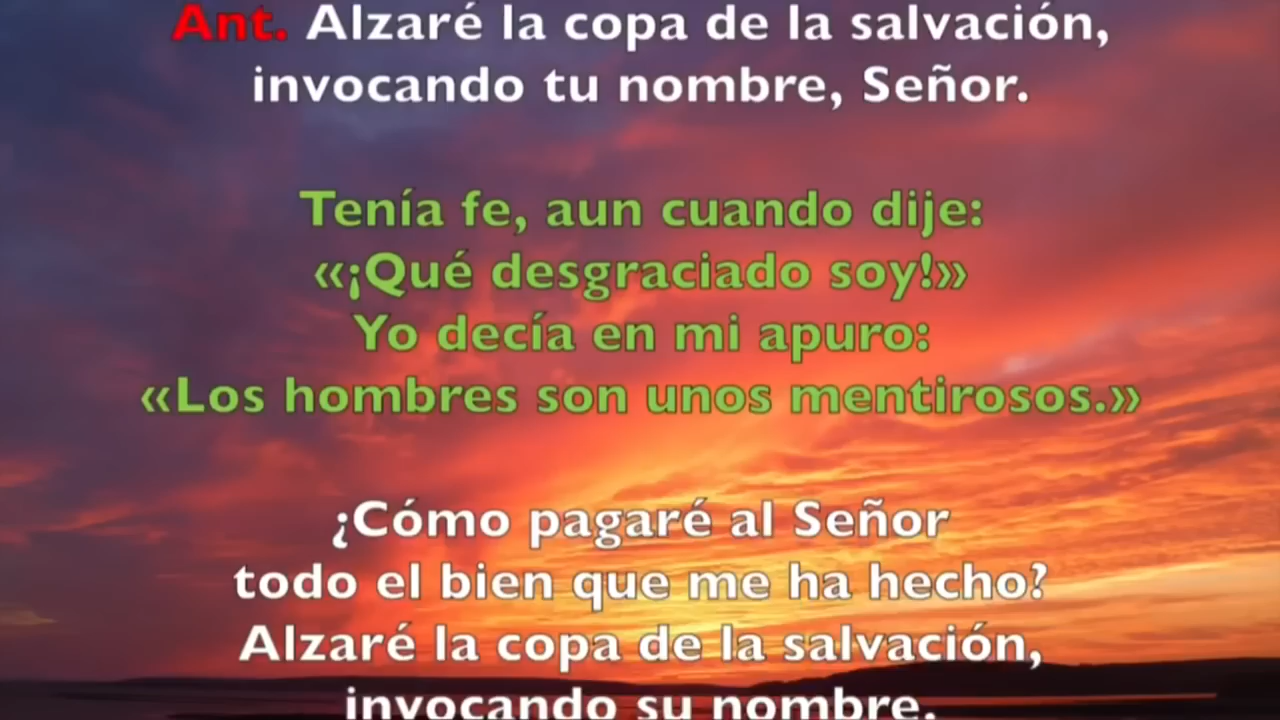 Ant. Alzaré la copa de la salvación,
invocando tu nombre, Señor.
Tenía fe, aun cuando dije:
«¡Qué desgraciado soy!»
Yo decía en mi apuro:
«Los hombres son unos mentirosos.»
¿Cómo pagaré al Señor
todo el bien que me ha hecho?
Alzaré la copa de la salvación,
invocando su nombre.